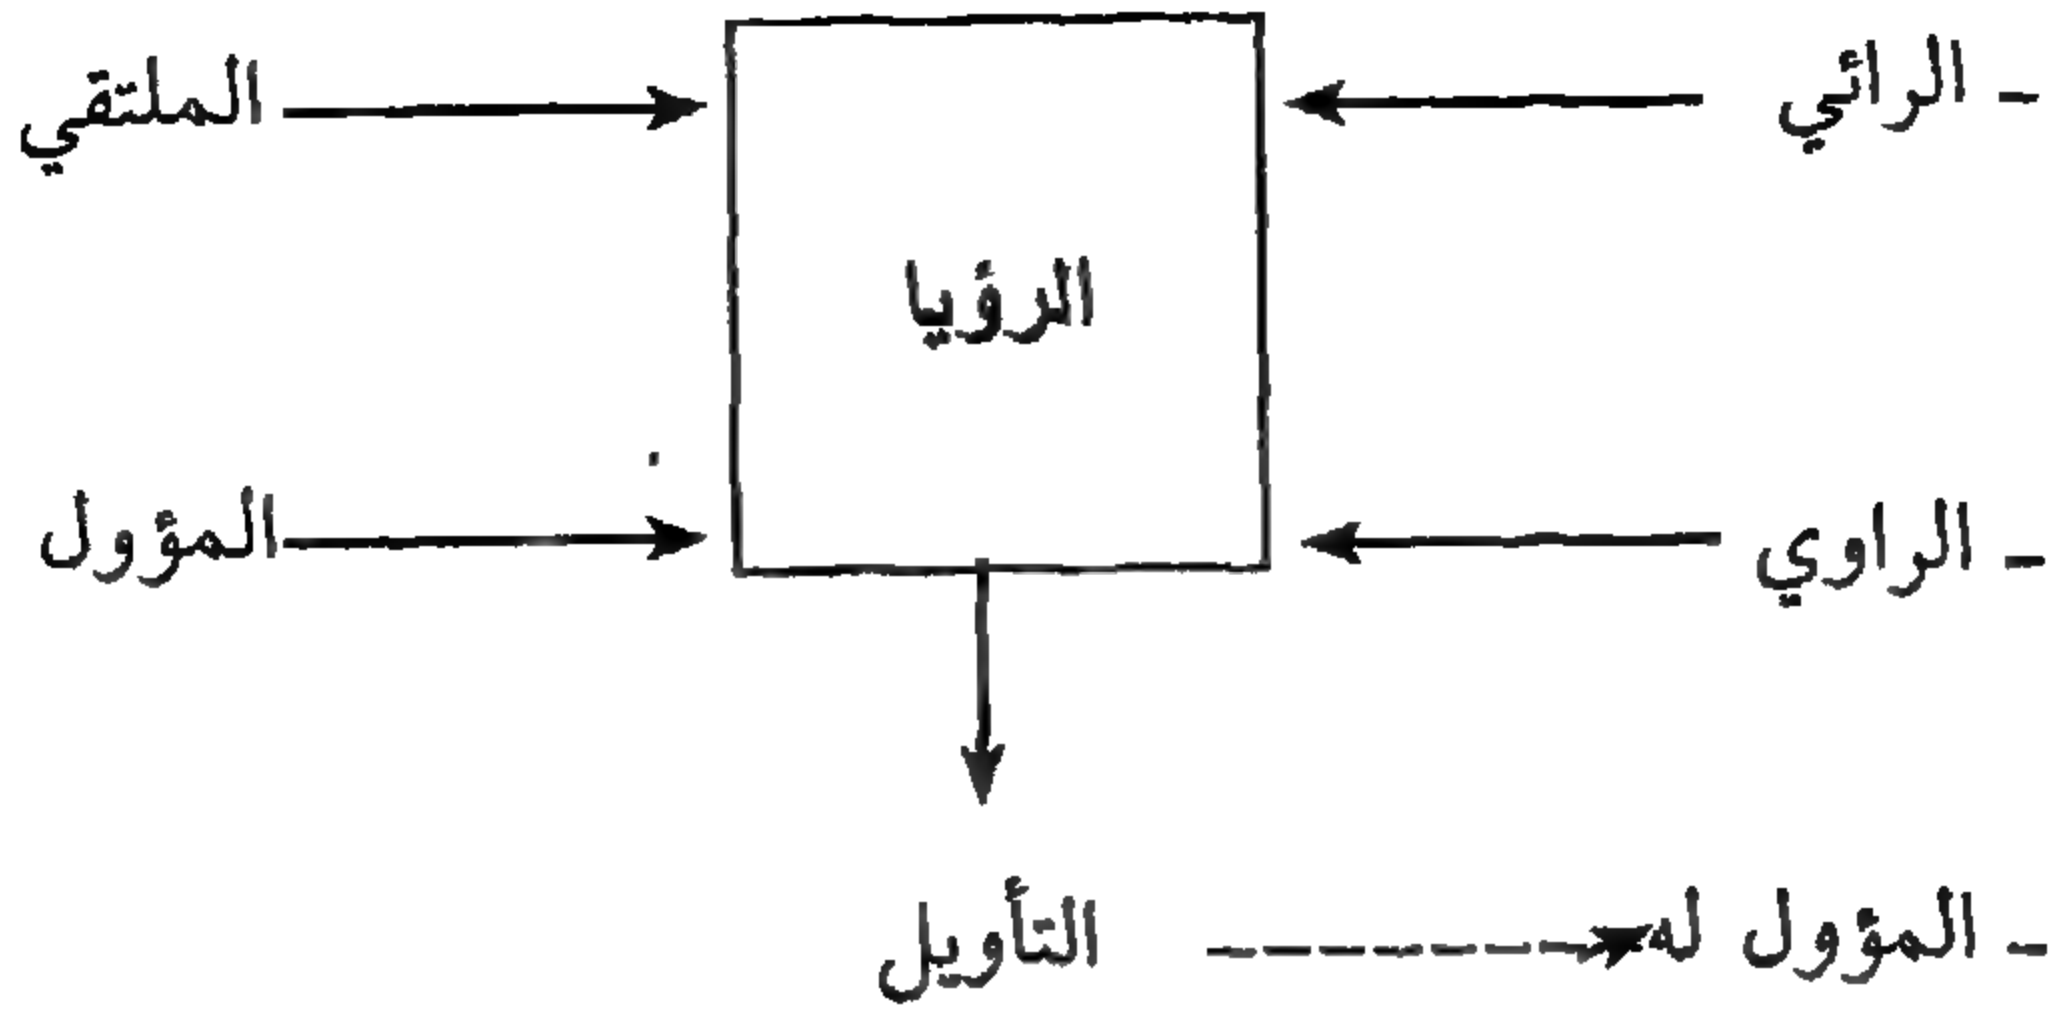 - الرائي الملتقي
الرؤيا
- الراوي المؤول
- المؤول له التأويل